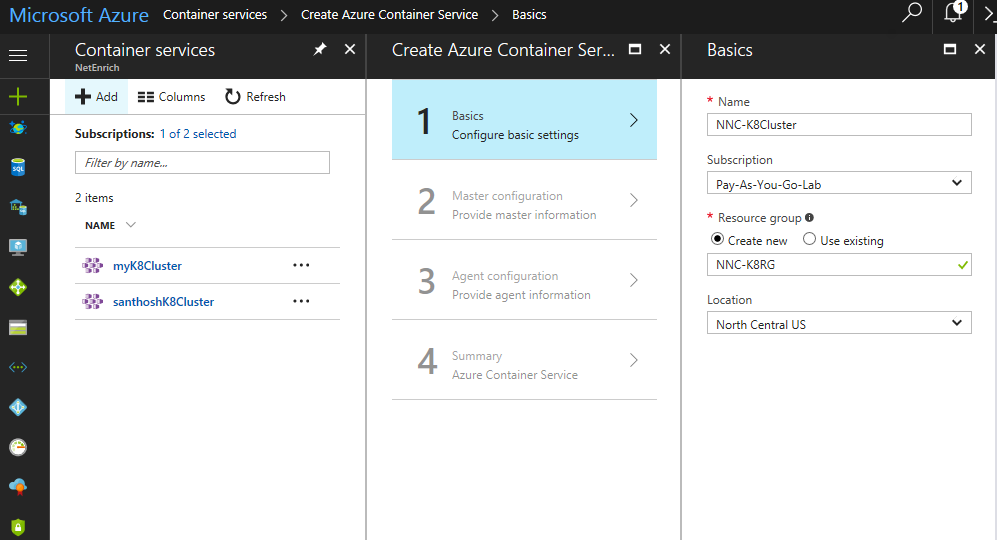 Microsoft Azure Container services > Create Azure Container Service > Basics
1
Container services
NetEnrich
Add Columns Refresh
Subscriptions: 1 of 2 selected
Filter by name...
2 items
NAME
myK8Cluster ...
santhoshK8Cluster ...
Create Azure Container Ser...
1
Basics
Configure basic settings
2
Master configuration
Provide master information
3
Agent configuration
Provide agent information
4
Summary
Azure Container Service
Basics
* Name
NNC-K8Cluster
Subscription
Pay-As-You-Go-Lab
* Resource group
Create new Use existing
NNC-K8RG
Location
North Central US
SQL